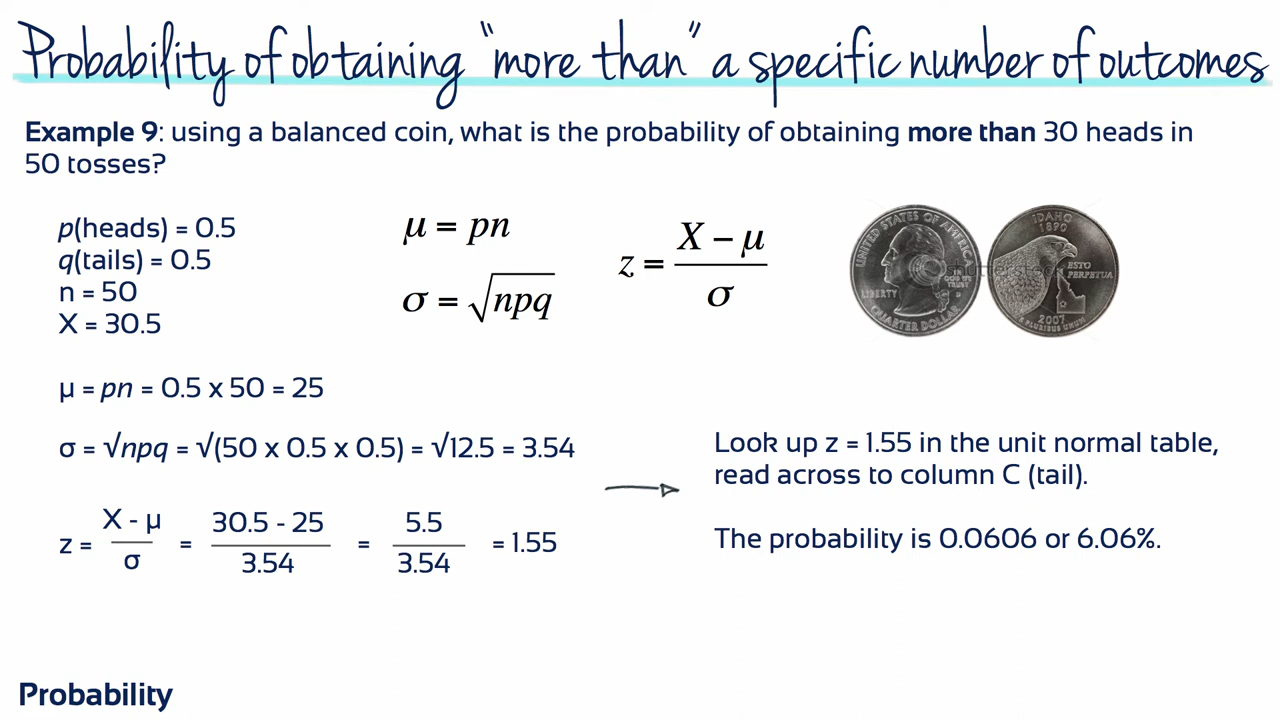 Probability of obtaining "more than" a specific number of outcomes
Example 9: using a balanced coin, what is the probability of obtaining more than 30 heads in
50 tosses?
p(heads) = 0.5
q(tails) = 0.5
n = 50
X = 30.5
μ = pn
σ = √npq
z = (X − μ) / σ
UNITED STATES OF AMERICA
LIBERTY
IN GOD WE TRUST
QUARTER DOLLAR
IDAHO
1890
ESTO
PERPETUA
2007
E PLURIBUS UNUM
μ = pn = 0.5 x 50 = 25
σ = √npq = √(50 x 0.5 x 0.5) = √12.5 = 3.54
z = X - μ / σ = 30.5 - 25 / 3.54 = 5.5 / 3.54 = 1.55
Look up z = 1.55 in the unit normal table,
read across to column C (tail).
The probability is 0.0606 or 6.06%.
Probability